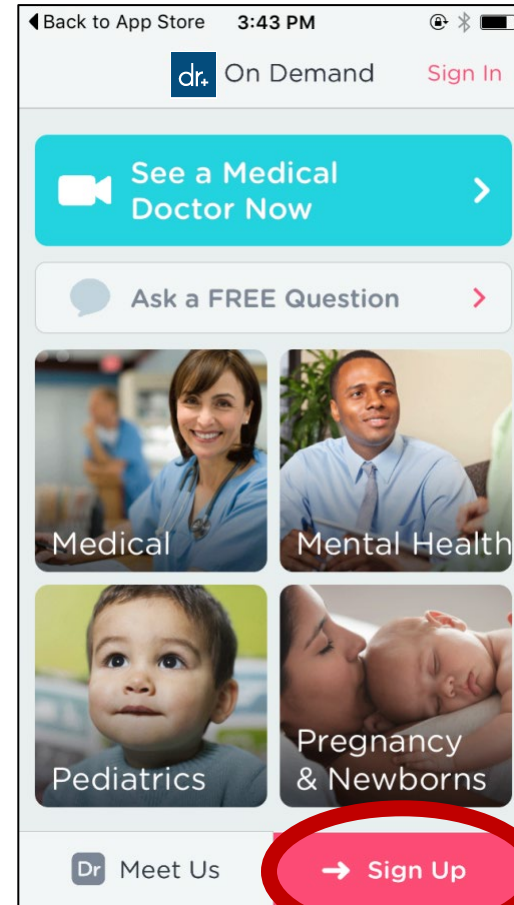 Back to App Store 3:43 PM
dr+ On Demand Sign In
See a Medical
Doctor Now
Ask a FREE Question
Medical
Mental Health
Pediatrics
Pregnancy
& Newborns
Dr Meet Us
Sign Up